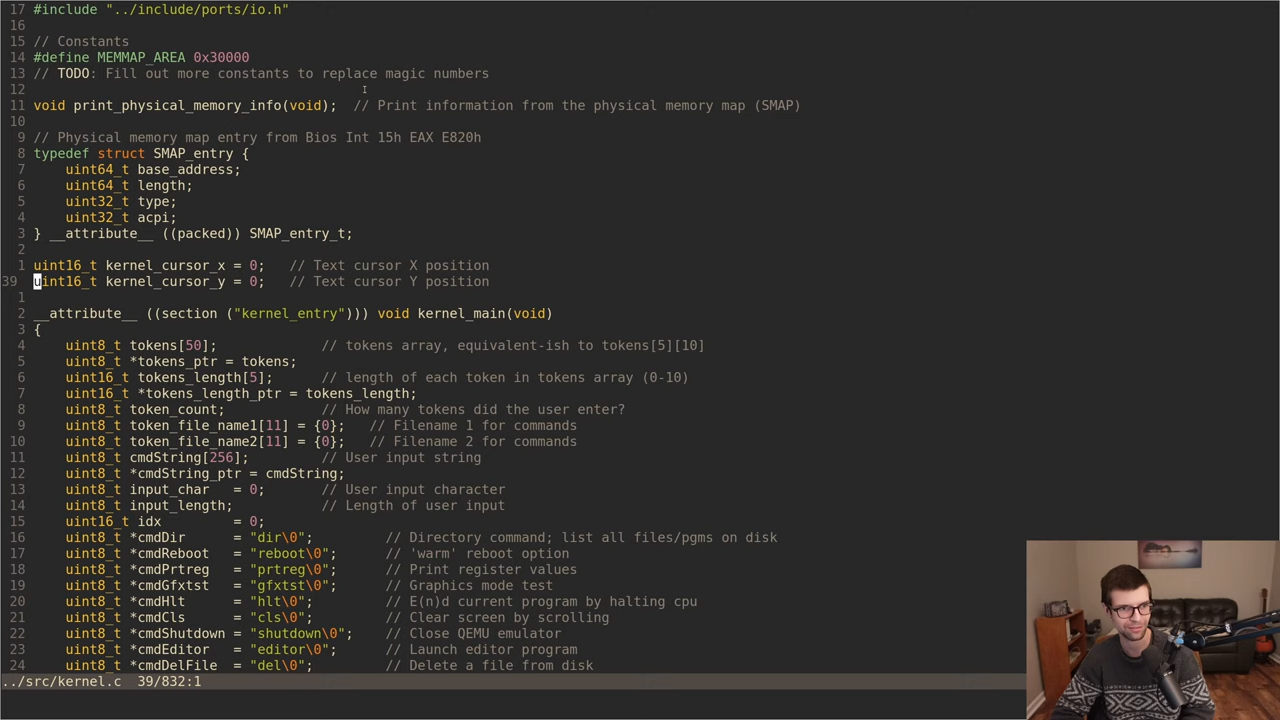 17 #include "../include/ports/io.h"
16
15 // Constants
14 #define MEMMAP_AREA 0x30000
13 // TODO: Fill out more constants to replace magic numbers
12
11 void print_physical_memory_info(void);  // Print information from the physical memory map (SMAP)
10
9 // Physical memory map entry from Bios Int 15h EAX E820h
8 typedef struct SMAP_entry {
7     uint64_t base_address;
6     uint64_t length;
5     uint32_t type;
4     uint32_t acpi;
3 } __attribute__ ((packed)) SMAP_entry_t;
2
1 uint16_t kernel_cursor_x = 0;   // Text cursor X position
39 uint16_t kernel_cursor_y = 0;   // Text cursor Y position
1
2 __attribute__ ((section ("kernel_entry"))) void kernel_main(void)
3 {
4     uint8_t tokens[50];             // tokens array, equivalent-ish to tokens[5][10]
5     uint8_t *tokens_ptr = tokens;
6     uint16_t tokens_length[5];      // length of each token in tokens array (0-10)
7     uint16_t *tokens_length_ptr = tokens_length;
8     uint8_t token_count;            // How many tokens did the user enter?
9     uint8_t token_file_name1[11] = {0};   // Filename 1 for commands
10     uint8_t token_file_name2[11] = {0};   // Filename 2 for commands
11     uint8_t cmdString[256];         // User input string
12     uint8_t *cmdString_ptr = cmdString;
13     uint8_t input_char   = 0;       // User input character
14     uint8_t input_length;           // Length of user input
15     uint16_t idx         = 0;
16     uint8_t *cmdDir      = "dir\0";         // Directory command; list all files/pgms on disk
17     uint8_t *cmdReboot   = "reboot\0";      // 'warm' reboot option
18     uint8_t *cmdPrtreg   = "prtreg\0";      // Print register values
19     uint8_t *cmdGfxtst   = "gfxtst\0";      // Graphics mode test
20     uint8_t *cmdHlt      = "hlt\0";         // E(n)d current program by halting cpu
21     uint8_t *cmdCls      = "cls\0";         // Clear screen by scrolling
22     uint8_t *cmdShutdown = "shutdown\0";    // Close QEMU emulator
23     uint8_t *cmdEditor   = "editor\0";      // Launch editor program
24     uint8_t *cmdDelFile  = "del\0";         // Delete a file from disk
../src/kernel.c  39/832:1